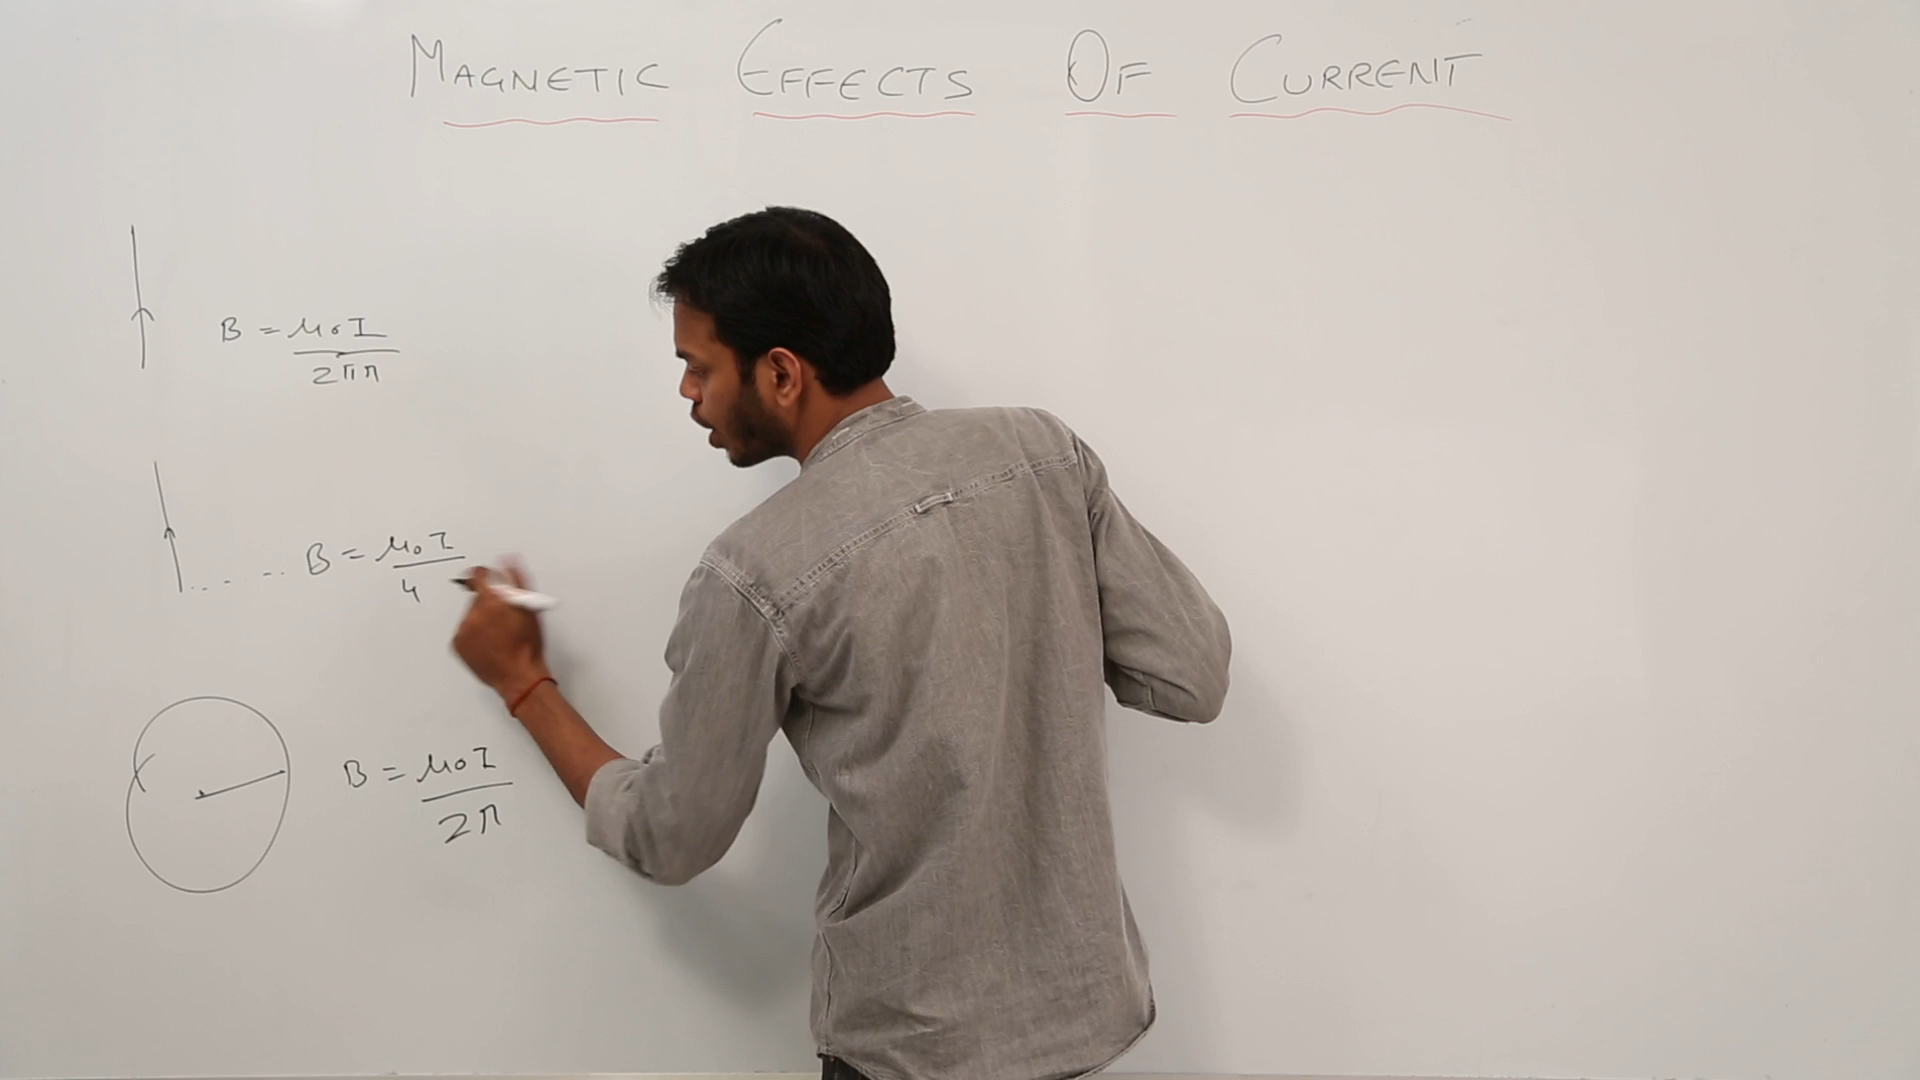 MAGNETIC EFFECTS OF CURRENT
B = μ₀I
2πr
B = μ₀I
4
B = μ₀I
2r